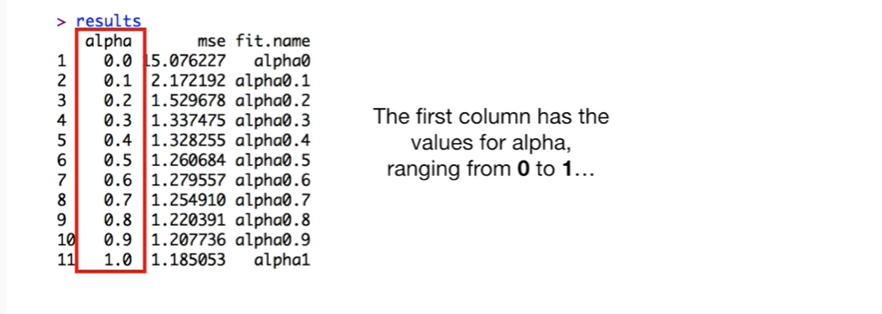 > results
alpha mse fit.name
1 0.0 15.076227 alpha0
2 0.1 2.172192 alpha0.1
3 0.2 1.529678 alpha0.2
4 0.3 1.337475 alpha0.3
5 0.4 1.328255 alpha0.4
6 0.5 1.260684 alpha0.5
7 0.6 1.279557 alpha0.6
8 0.7 1.254910 alpha0.7
9 0.8 1.220391 alpha0.8
10 0.9 1.207736 alpha0.9
11 1.0 1.185053 alpha1
The first column has the
values for alpha,
ranging from 0 to 1...